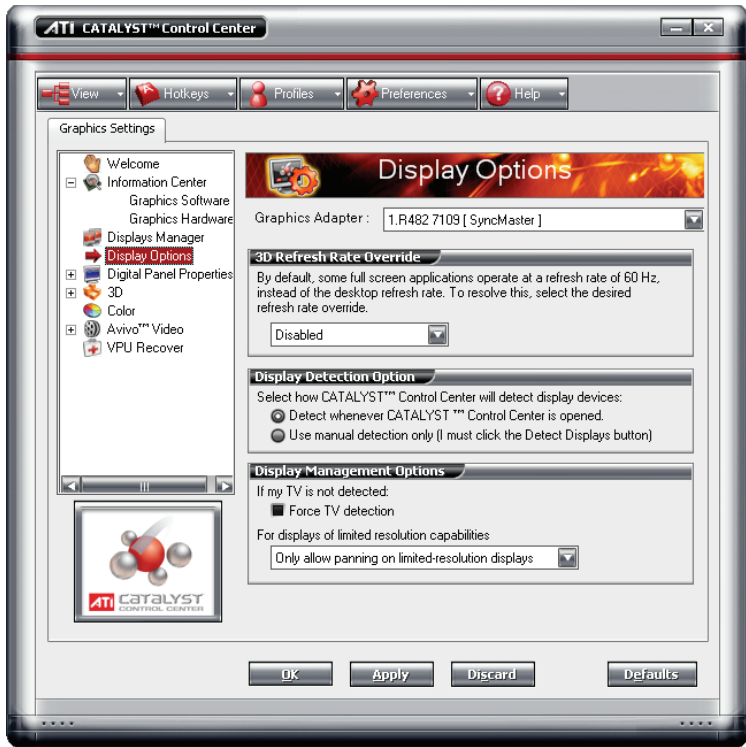 ATI CATALYST™ Control Center
View
Hotkeys
Profiles
Preferences
Help
Graphics Settings
Welcome
Information Center
Graphics Software
Graphics Hardware
Displays Manager
Display Options
Digital Panel Properties
3D
Color
Avivo™ Video
VPU Recover
ATI CATALYST
CONTROL CENTER
Display Options
Graphics Adapter :
1.R482 7109 [ SyncMaster ]
3D Refresh Rate Override
By default, some full screen applications operate at a refresh rate of 60 Hz,
instead of the desktop refresh rate. To resolve this, select the desired
refresh rate override.
Disabled
Display Detection Option
Select how CATALYST™ Control Center will detect display devices:
Detect whenever CATALYST ™ Control Center is opened.
Use manual detection only (I must click the Detect Displays button)
Display Management Options
If my TV is not detected:
Force TV detection
For displays of limited resolution capabilities
Only allow panning on limited-resolution displays
OK
Apply
Discard
Defaults